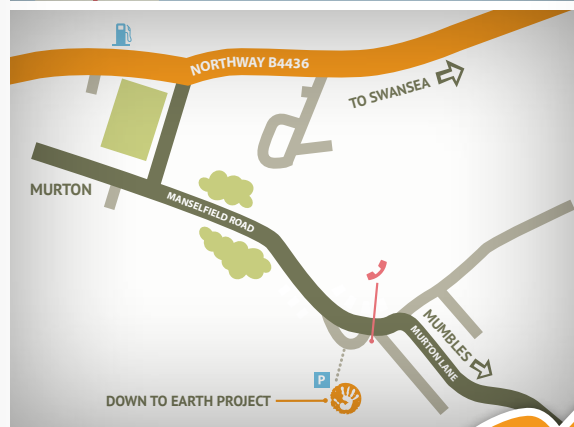 NORTHWAY B4436
TO SWANSEA
MURTON
MANSELFIELD ROAD
MUMBLES
MURTON LANE
P
DOWN TO EARTH PROJECT